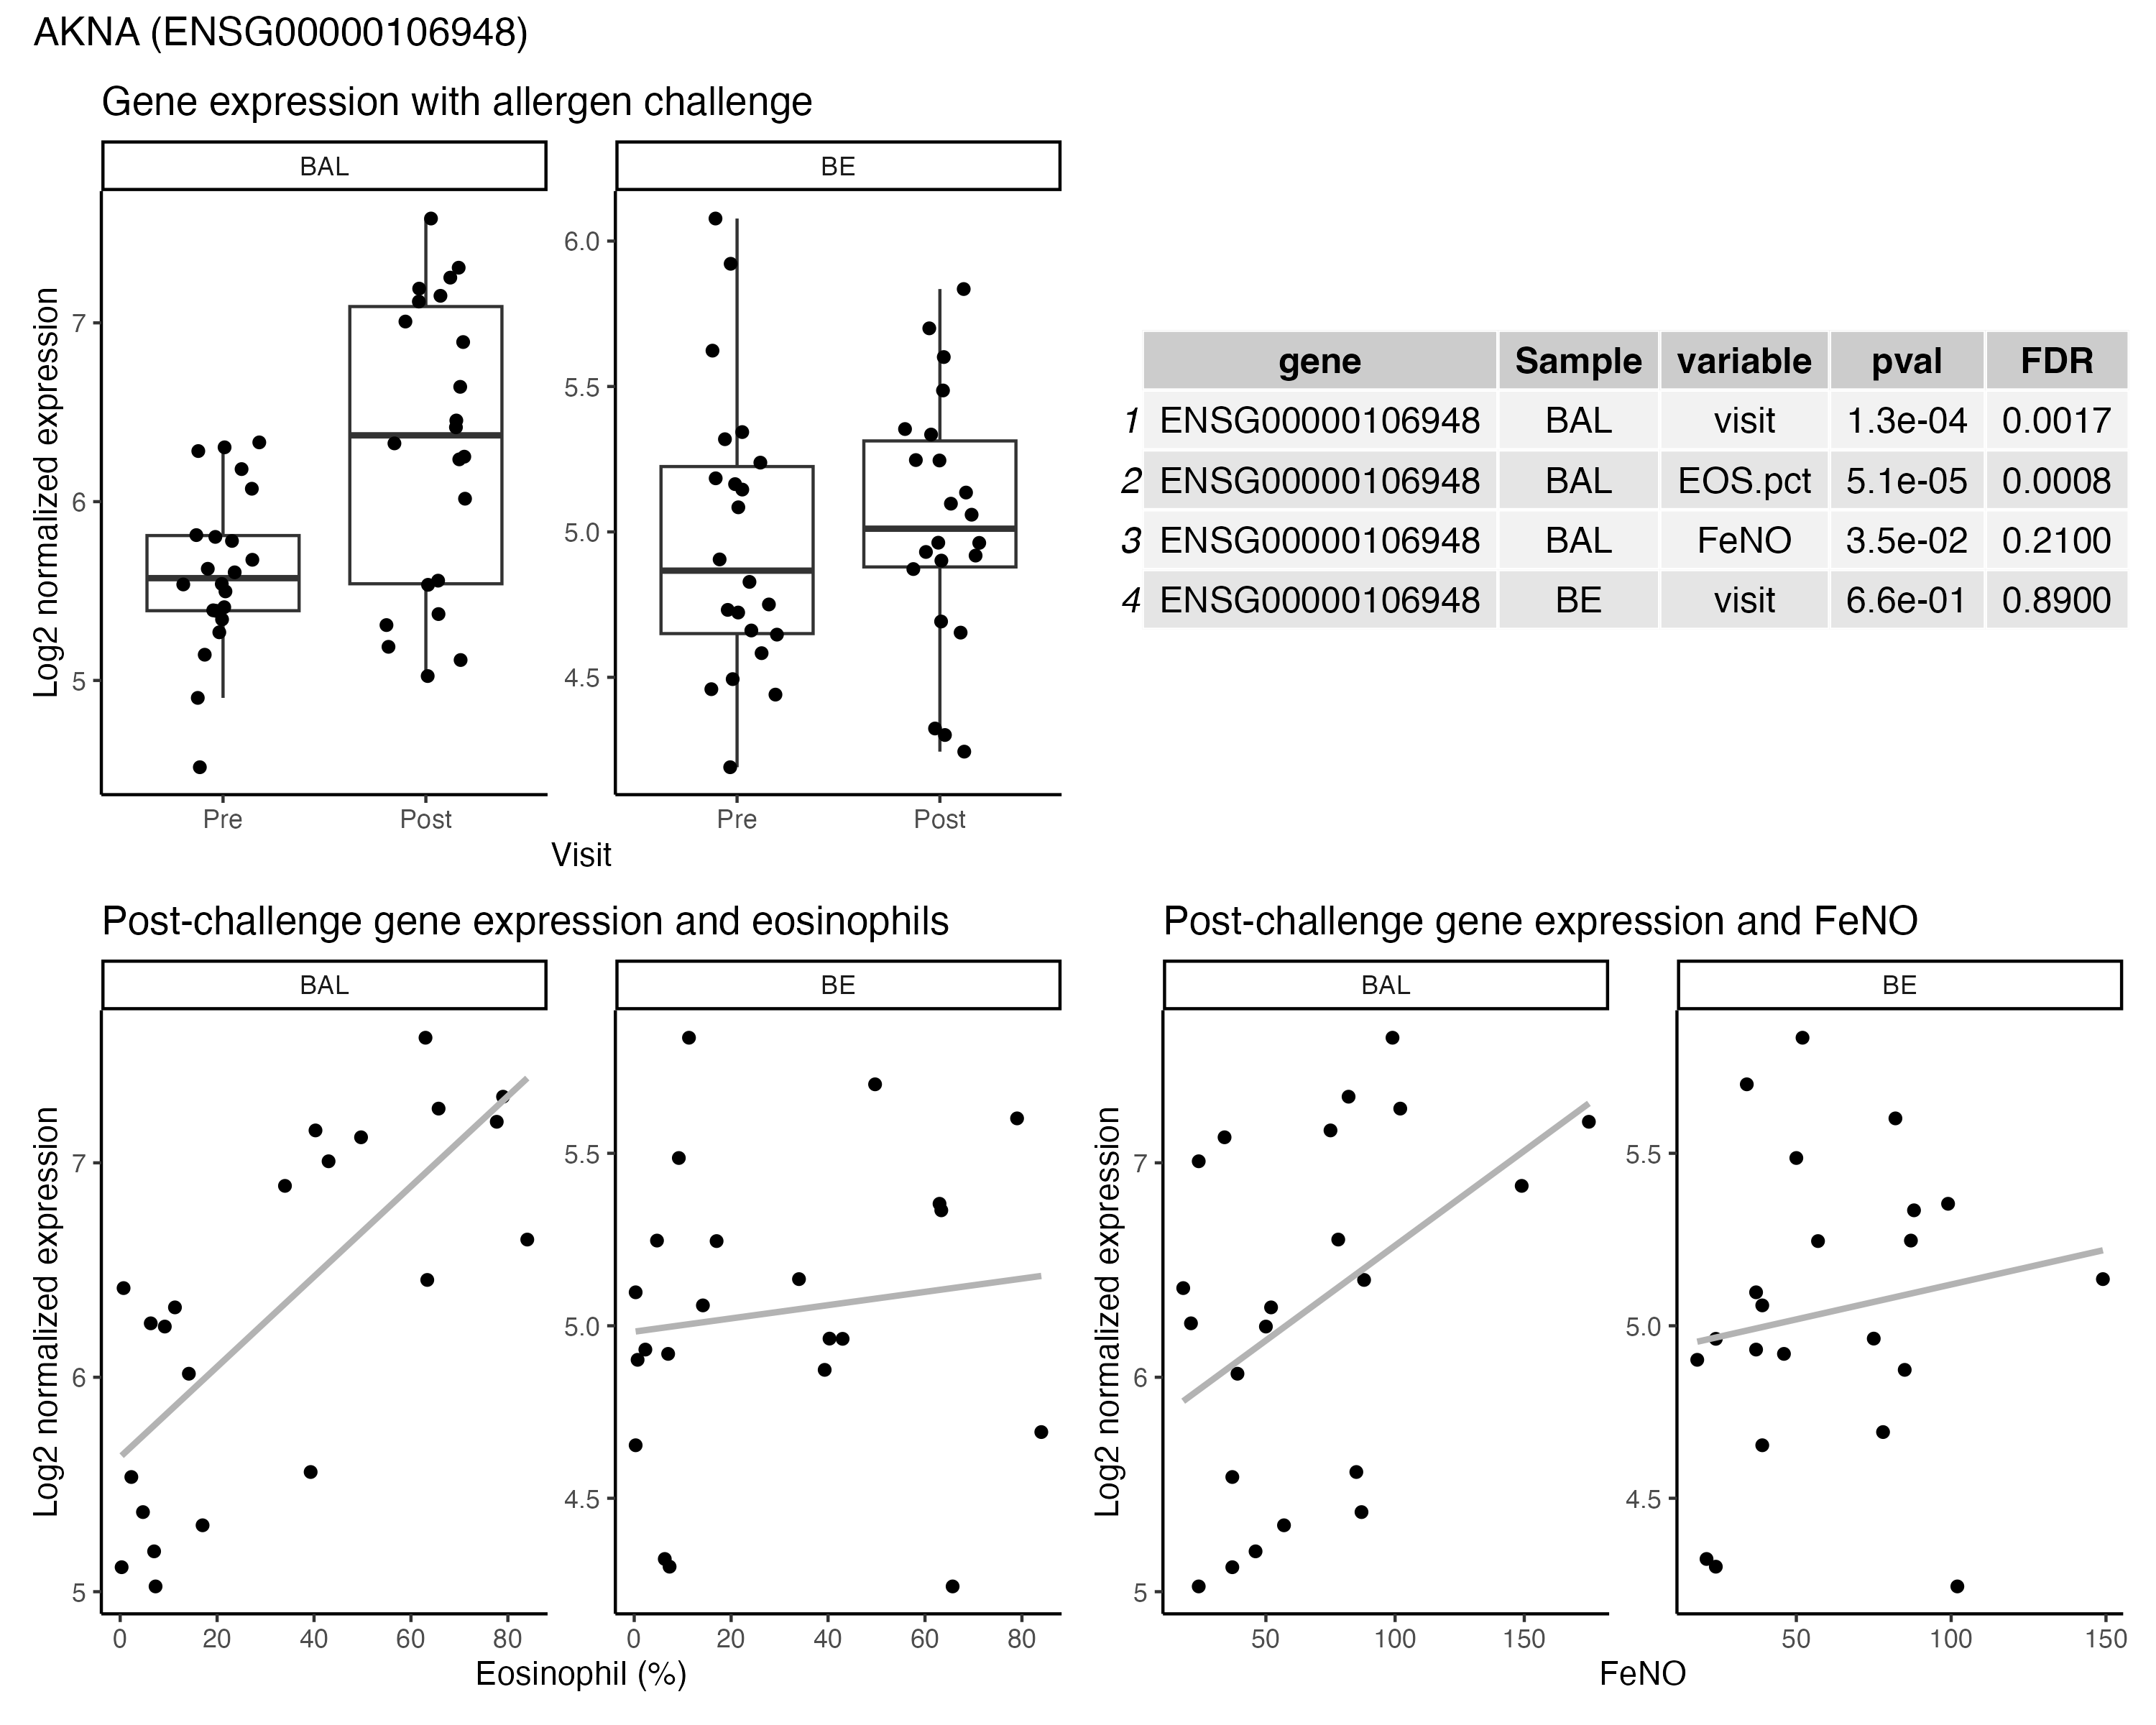 AKNA (ENSG00000106948)
Gene expression with allergen challenge
BAL
BE
Log2 normalized expression
7
6
5
6.0
5.5
5.0
4.5
Pre
Post
Pre
Post
Visit
gene Sample variable pval FDR
1 ENSG00000106948 BAL visit 1.3e-04 0.0017
2 ENSG00000106948 BAL EOS.pct 5.1e-05 0.0008
3 ENSG00000106948 BAL FeNO 3.5e-02 0.2100
4 ENSG00000106948 BE visit 6.6e-01 0.8900
Post-challenge gene expression and eosinophils
BAL
BE
Log2 normalized expression
7
6
5
5.5
5.0
4.5
0 20 40 60 80
0 20 40 60 80
Eosinophil (%)
Post-challenge gene expression and FeNO
BAL
BE
Log2 normalized expression
7
6
5
5.5
5.0
4.5
50 100 150
50 100 150
FeNO